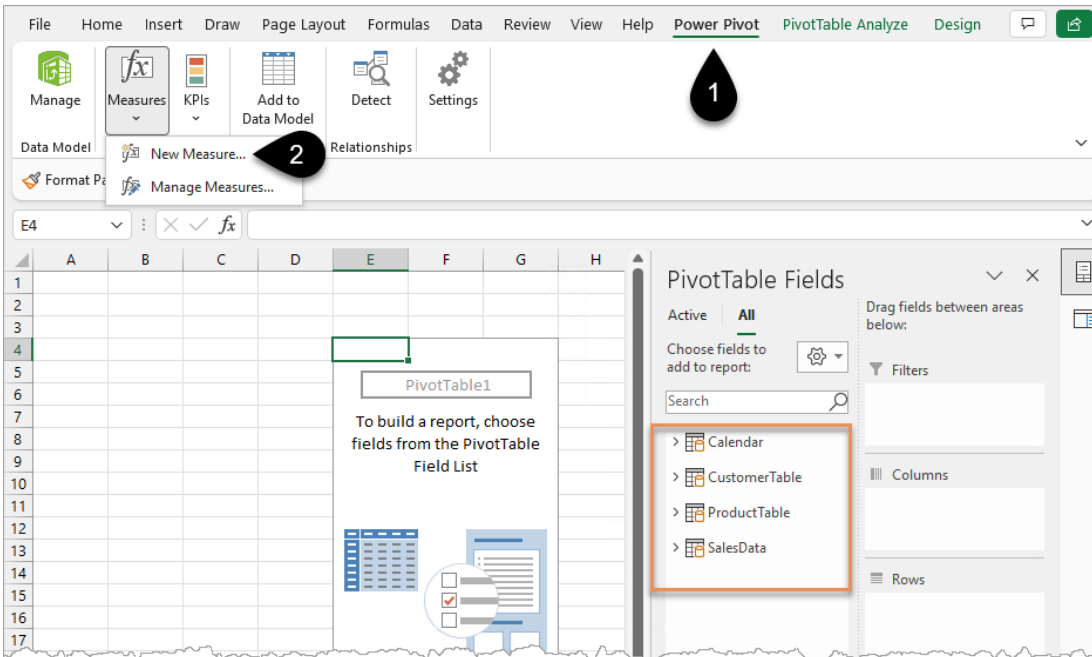 File Home Insert Draw Page Layout Formulas Data Review View Help Power Pivot PivotTable Analyze Design
1
Manage
Measures
KPIs
Add to
Data Model
Detect
Settings
Data Model
Relationships
New Measure...
2
Format Pa
Manage Measures...
E4
fx
A B C D E F G H
1
2
3
4
5
6
7
8
9
10
11
12
13
14
15
16
17
PivotTable1
To build a report, choose
fields from the PivotTable
Field List
PivotTable Fields
Active All
Choose fields to
add to report:
Search
Calendar
CustomerTable
ProductTable
SalesData
Drag fields between areas
below:
Filters
Columns
Rows